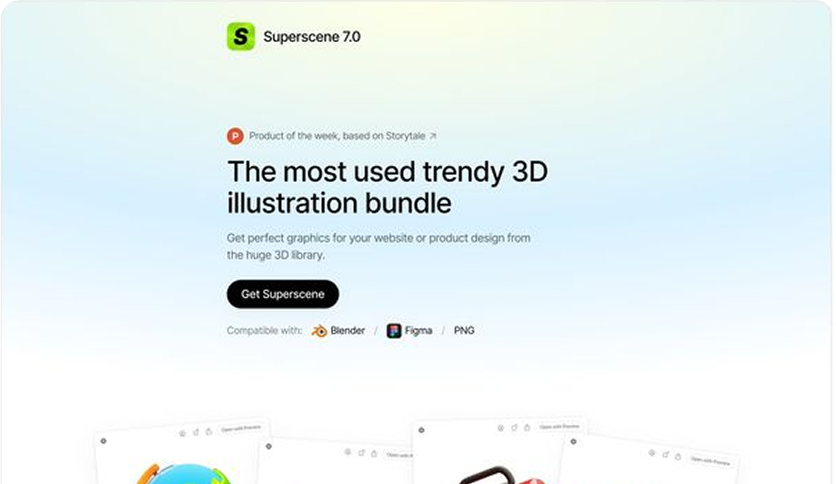 S Superscene 7.0
P Product of the week, based on Storytale ↗
The most used trendy 3D
illustration bundle
Get perfect graphics for your website or product design from
the huge 3D library.
Get Superscene
Compatible with: Blender / Figma / PNG
Open with Preview
Open with
Open with Preview
Open with Preview